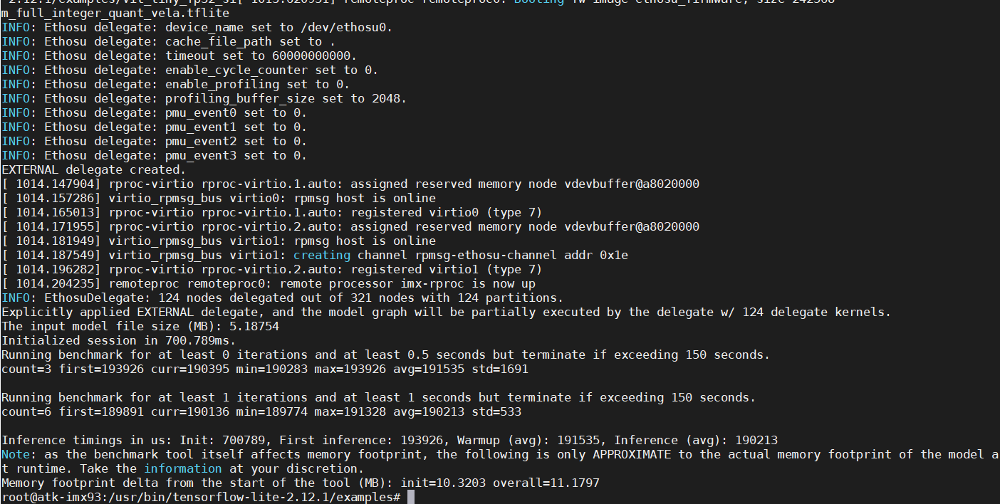 2.12.1/examples/vit_tiny_rp32_sl[ 1013.620951] remoteproc remoteproc0: Booting fw image ethosu_firmware, size 242568
m_full_integer_quant_vela.tflite
INFO: Ethosu delegate: device_name set to /dev/ethosu0.
INFO: Ethosu delegate: cache_file_path set to .
INFO: Ethosu delegate: timeout set to 60000000000.
INFO: Ethosu delegate: enable_cycle_counter set to 0.
INFO: Ethosu delegate: enable_profiling set to 0.
INFO: Ethosu delegate: profiling_buffer_size set to 2048.
INFO: Ethosu delegate: pmu_event0 set to 0.
INFO: Ethosu delegate: pmu_event1 set to 0.
INFO: Ethosu delegate: pmu_event2 set to 0.
INFO: Ethosu delegate: pmu_event3 set to 0.
EXTERNAL delegate created.
[ 1014.147904] rproc-virtio rproc-virtio.1.auto: assigned reserved memory node vdevbuffer@a8020000
[ 1014.157286] virtio_rpmsg_bus virtio0: rpmsg host is online
[ 1014.165013] rproc-virtio rproc-virtio.1.auto: registered virtio0 (type 7)
[ 1014.171955] rproc-virtio rproc-virtio.2.auto: assigned reserved memory node vdevbuffer@a8020000
[ 1014.181949] virtio_rpmsg_bus virtio1: rpmsg host is online
[ 1014.187549] virtio_rpmsg_bus virtio1: creating channel rpmsg-ethosu-channel addr 0x1e
[ 1014.196282] rproc-virtio rproc-virtio.2.auto: registered virtio1 (type 7)
[ 1014.204235] remoteproc remoteproc0: remote processor imx-rproc is now up
INFO: EthosuDelegate: 124 nodes delegated out of 321 nodes with 124 partitions.
Explicitly applied EXTERNAL delegate, and the model graph will be partially executed by the delegate w/ 124 delegate kernels.
The input model file size (MB): 5.18754
Initialized session in 700.789ms.
Running benchmark for at least 0 iterations and at least 0.5 seconds but terminate if exceeding 150 seconds.
count=3 first=193926 curr=190395 min=190283 max=193926 avg=191535 std=1691
Running benchmark for at least 1 iterations and at least 1 seconds but terminate if exceeding 150 seconds.
count=6 first=189891 curr=190136 min=189774 max=191328 avg=190213 std=533
Inference timings in us: Init: 700789, First inference: 193926, Warmup (avg): 191535, Inference (avg): 190213
Note: as the benchmark tool itself affects memory footprint, the following is only APPROXIMATE to the actual memory footprint of the model a
t runtime. Take the information at your discretion.
Memory footprint delta from the start of the tool (MB): init=10.3203 overall=11.1797
root@atk-imx93:/usr/bin/tensorflow-lite-2.12.1/examples#